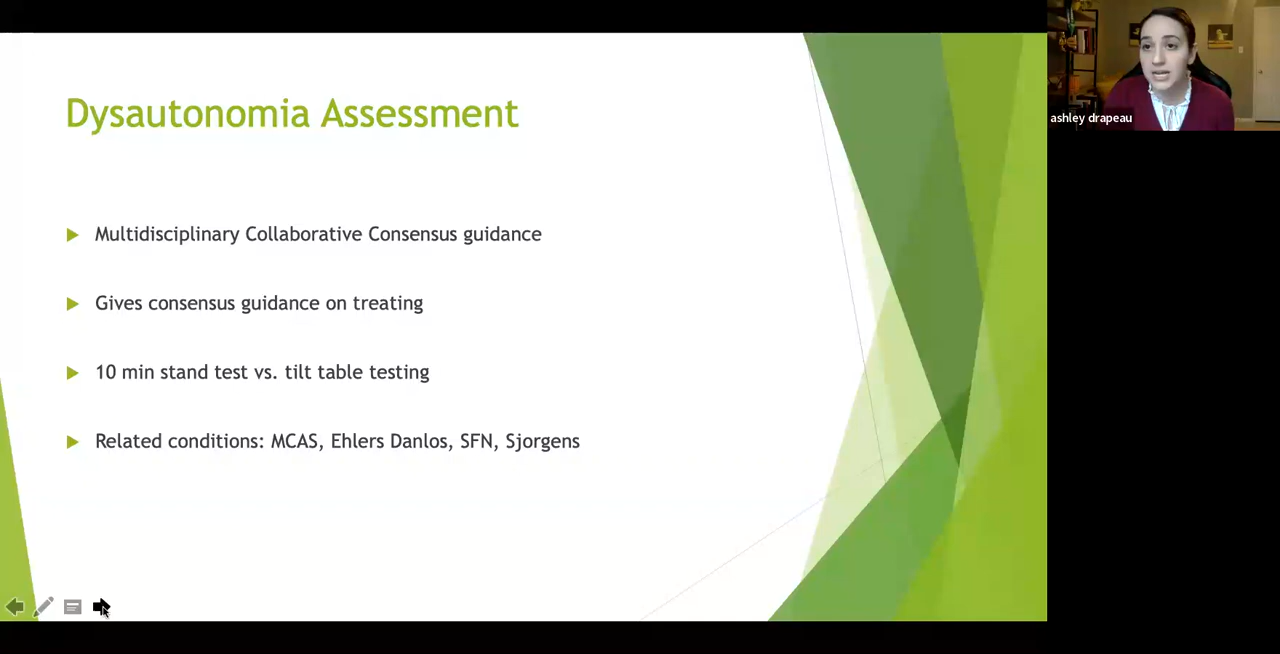 Dysautonomia Assessment
Multidisciplinary Collaborative Consensus guidance
Gives consensus guidance on treating
10 min stand test vs. tilt table testing
Related conditions: MCAS, Ehlers Danlos, SFN, Sjorgens
ashley drapeau